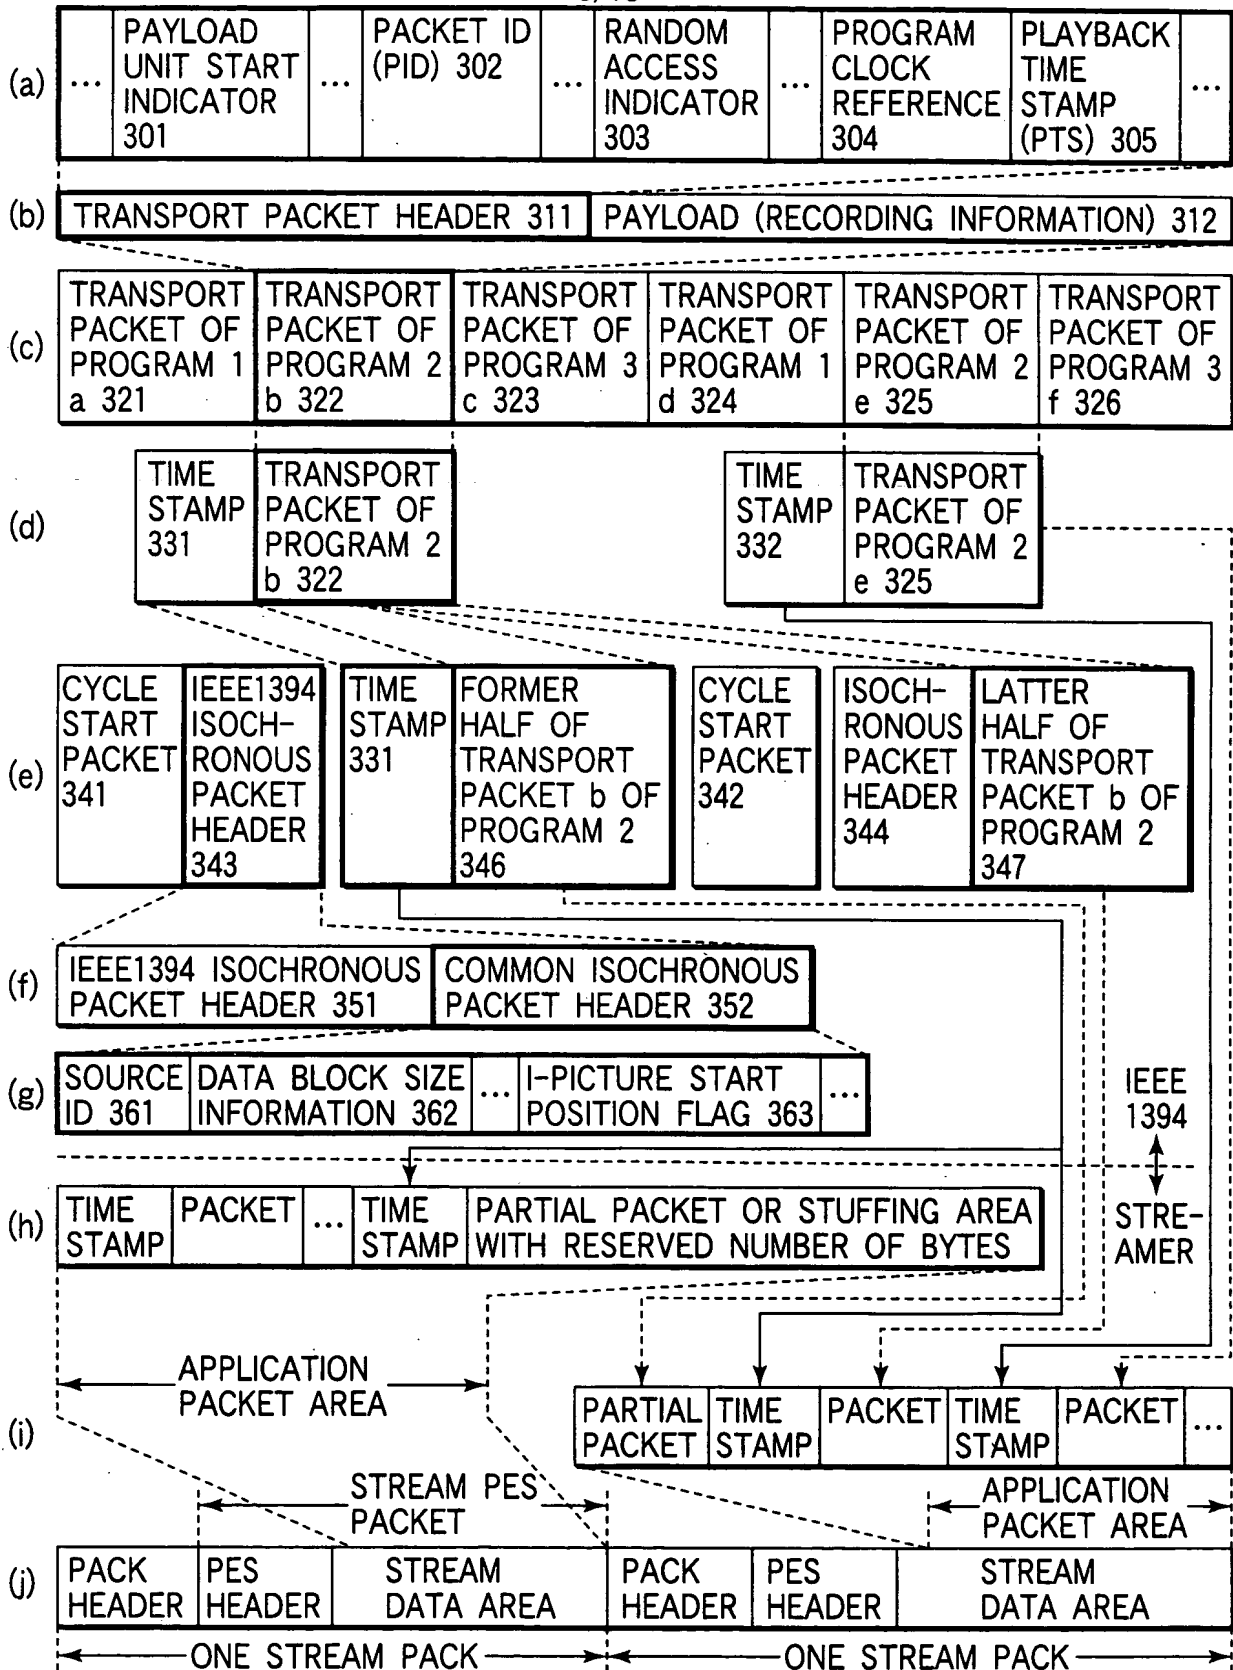 (a)
...
PAYLOAD
UNIT START
INDICATOR
301
...
PACKET ID
(PID) 302
...
RANDOM
ACCESS
INDICATOR
303
...
PROGRAM
CLOCK
REFERENCE
304
PLAYBACK
TIME
STAMP
(PTS) 305
...
(b)
TRANSPORT PACKET HEADER 311
PAYLOAD (RECORDING INFORMATION) 312
(c)
TRANSPORT
PACKET OF
PROGRAM 1
a 321
TRANSPORT
PACKET OF
PROGRAM 2
b 322
TRANSPORT
PACKET OF
PROGRAM 3
c 323
TRANSPORT
PACKET OF
PROGRAM 1
d 324
TRANSPORT
PACKET OF
PROGRAM 2
e 325
TRANSPORT
PACKET OF
PROGRAM 3
f 326
(d)
TIME
STAMP
331
TRANSPORT
PACKET OF
PROGRAM 2
b 322
TIME
STAMP
332
TRANSPORT
PACKET OF
PROGRAM 2
e 325
(e)
CYCLE
START
PACKET
341
IEEE1394
ISOCH-
RONOUS
PACKET
HEADER
343
TIME
STAMP
331
FORMER
HALF OF
TRANSPORT
PACKET b OF
PROGRAM 2
346
CYCLE
START
PACKET
342
ISOCH-
RONOUS
PACKET
HEADER
344
LATTER
HALF OF
TRANSPORT
PACKET b OF
PROGRAM 2
347
(f)
IEEE1394 ISOCHRONOUS
PACKET HEADER 351
COMMON ISOCHRONOUS
PACKET HEADER 352
(g)
SOURCE
ID 361
DATA BLOCK SIZE
INFORMATION 362
...
I-PICTURE START
POSITION FLAG 363
...
IEEE
1394
STRE-
AMER
(h)
TIME
STAMP
PACKET
...
TIME
STAMP
PARTIAL PACKET OR STUFFING AREA
WITH RESERVED NUMBER OF BYTES
APPLICATION
PACKET AREA
(i)
PARTIAL
PACKET
TIME
STAMP
PACKET
TIME
STAMP
PACKET
...
STREAM PES
PACKET
APPLICATION
PACKET AREA
(j)
PACK
HEADER
PES
HEADER
STREAM
DATA AREA
PACK
HEADER
PES
HEADER
STREAM
DATA AREA
ONE STREAM PACK
ONE STREAM PACK